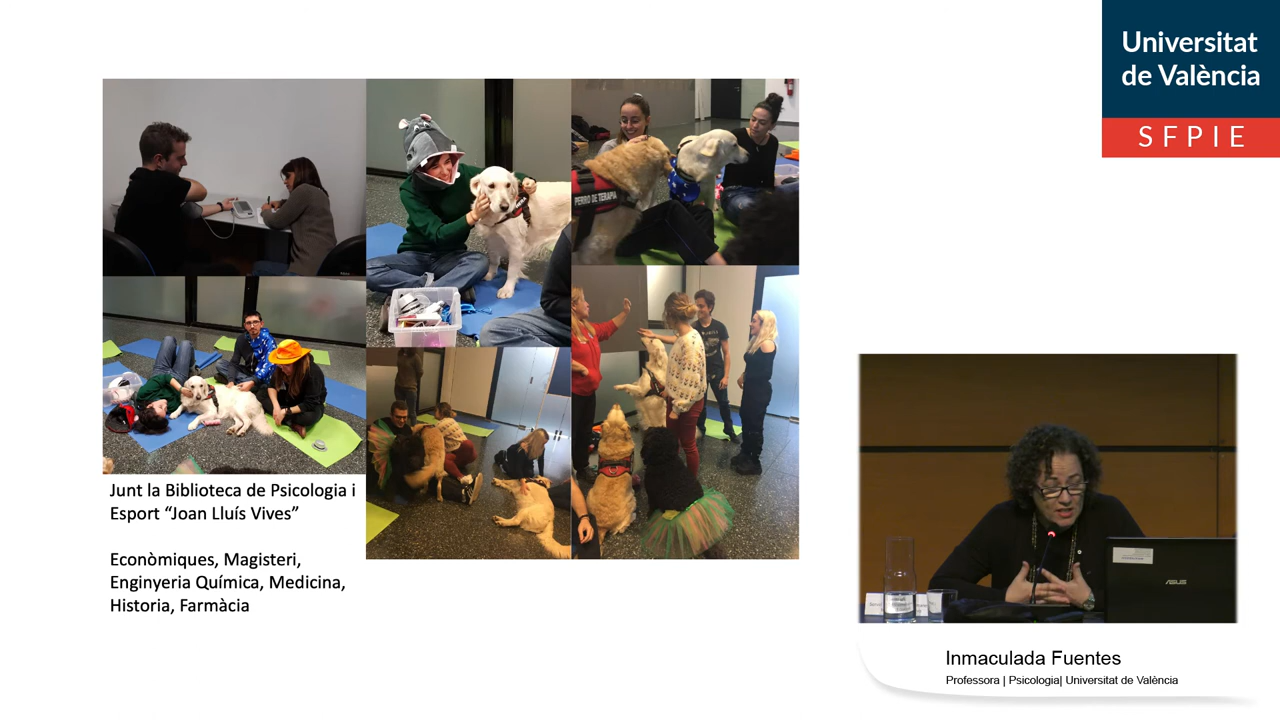 Universitat
de València
SFPIE
PERRO DE TERAPIA
Junt la Biblioteca de Psicologia i
Esport “Joan Lluís Vives”
Econòmiques, Magisteri,
Enginyeria Química, Medicina,
Historia, Farmàcia
ASUS
Inmaculada Fuentes
Professora | Psicologia| Universitat de València